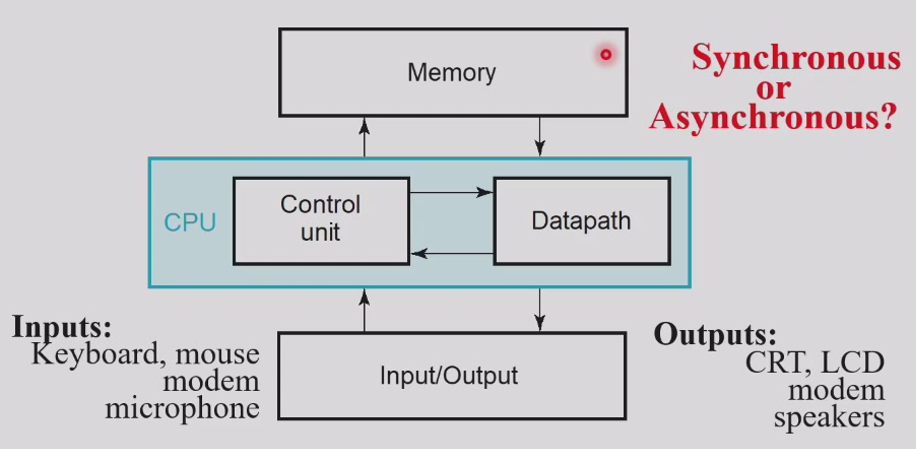 Memory
Synchronous
or
Asynchronous?
CPU
Control
unit
Datapath
Inputs:
Keyboard, mouse
modem
microphone
Input/Output
Outputs:
CRT, LCD
modem
speakers